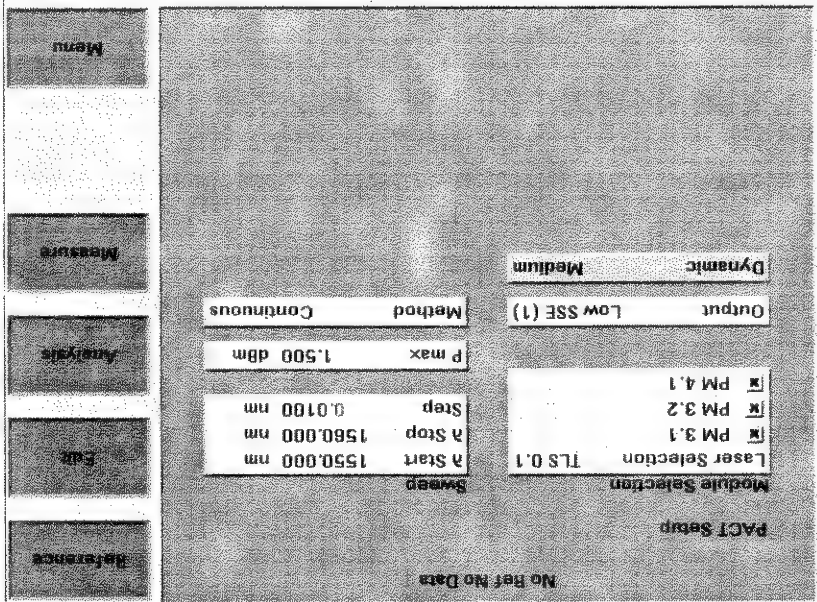 No Ref No Data
PACT Setup
Module Selection
Laser Selection TLS 0.1
PM 3.1
PM 3.2
PM 4.1
Output Low SSE (1)
Dynamic Medium
Sweep
λ Start 1550.000 nm
λ Stop 1560.000 nm
Step 0.0100 nm
P max 1.500 dBm
Method Continuous
Reference
Edit
Analysis
Measure
Menu